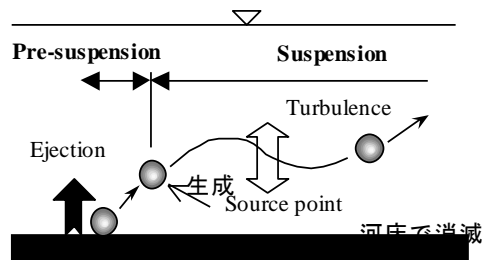 Pre-suspension
Suspension
Turbulence
Ejection
生成
Source point
河床で消滅